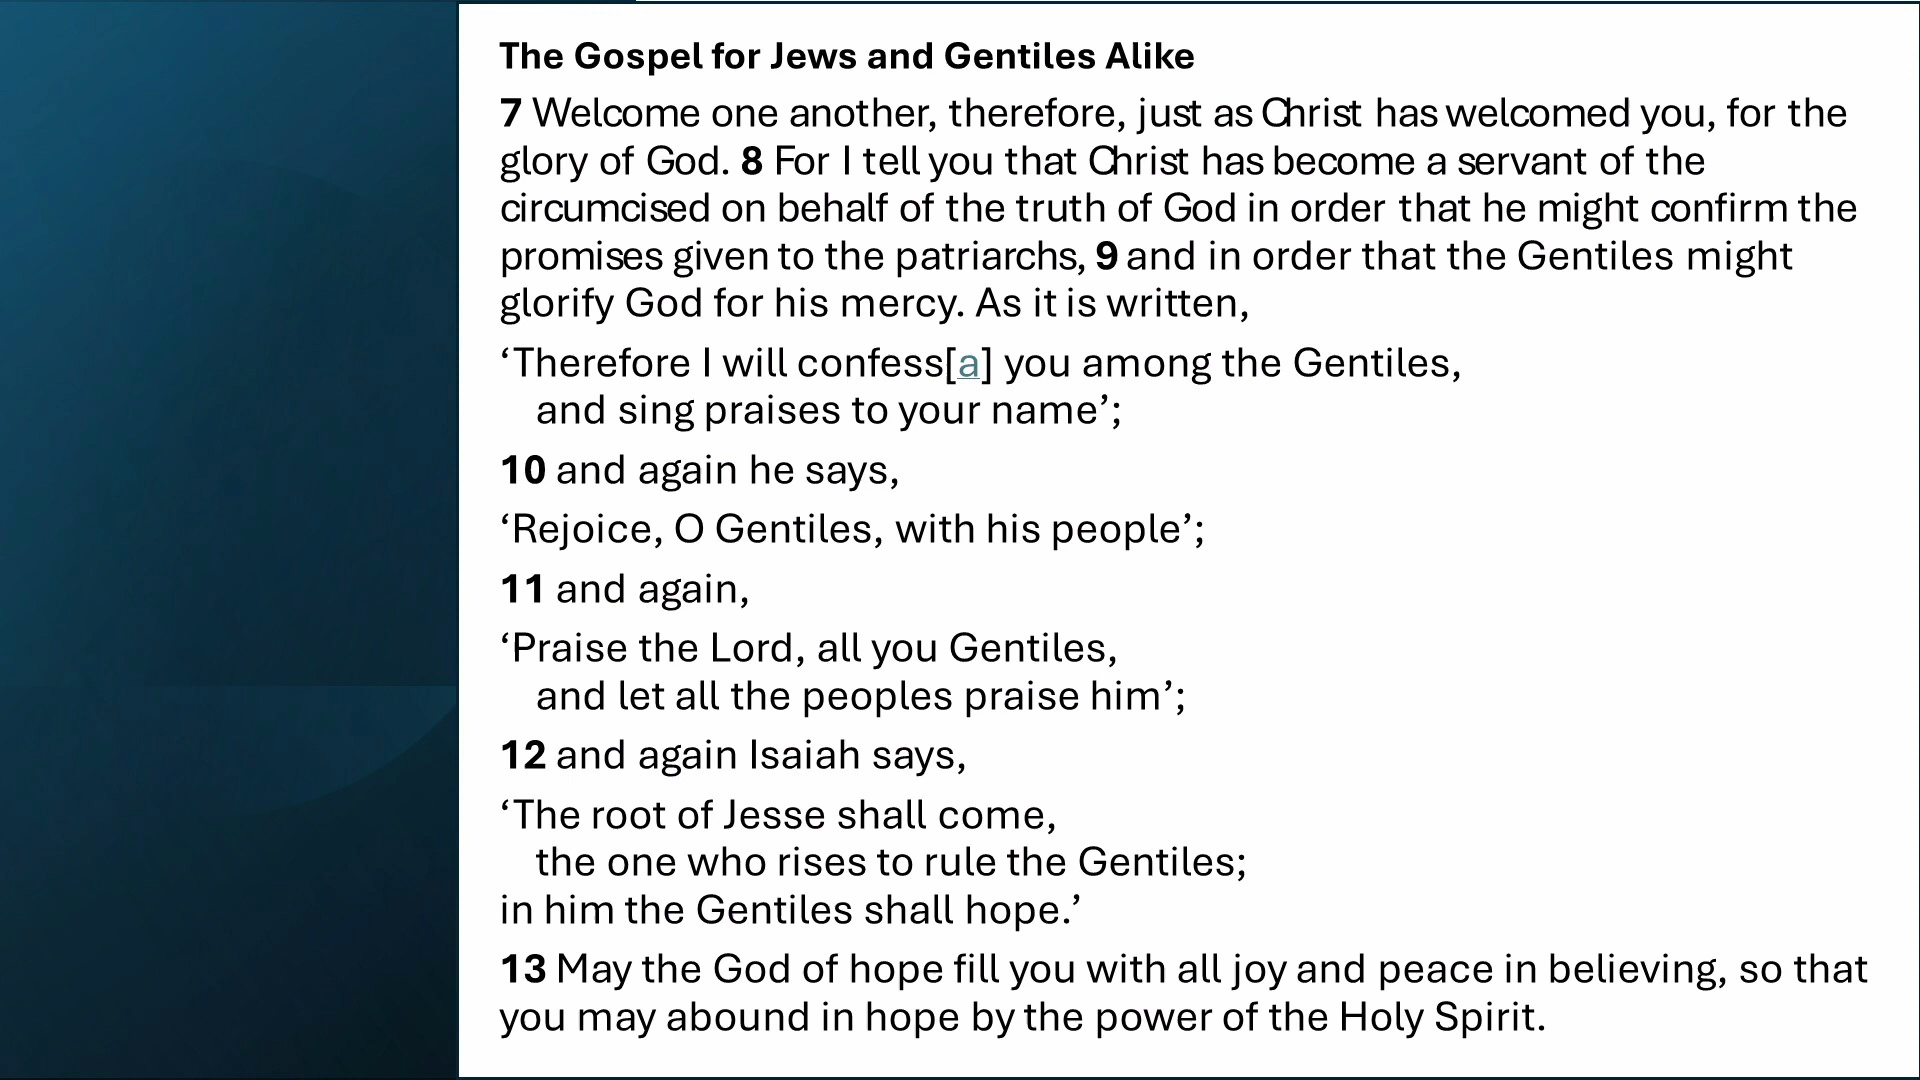 The Gospel for Jews and Gentiles Alike
7 Welcome one another, therefore, just as Christ has welcomed you, for the
glory of God. 8 For I tell you that Christ has become a servant of the
circumcised on behalf of the truth of God in order that he might confirm the
promises given to the patriarchs, 9 and in order that the Gentiles might
glorify God for his mercy. As it is written,
‘Therefore I will confess[a] you among the Gentiles,
and sing praises to your name’;
10 and again he says,
‘Rejoice, O Gentiles, with his people’;
11 and again,
‘Praise the Lord, all you Gentiles,
and let all the peoples praise him’;
12 and again Isaiah says,
‘The root of Jesse shall come,
the one who rises to rule the Gentiles;
in him the Gentiles shall hope.’
13 May the God of hope fill you with all joy and peace in believing, so that
you may abound in hope by the power of the Holy Spirit.